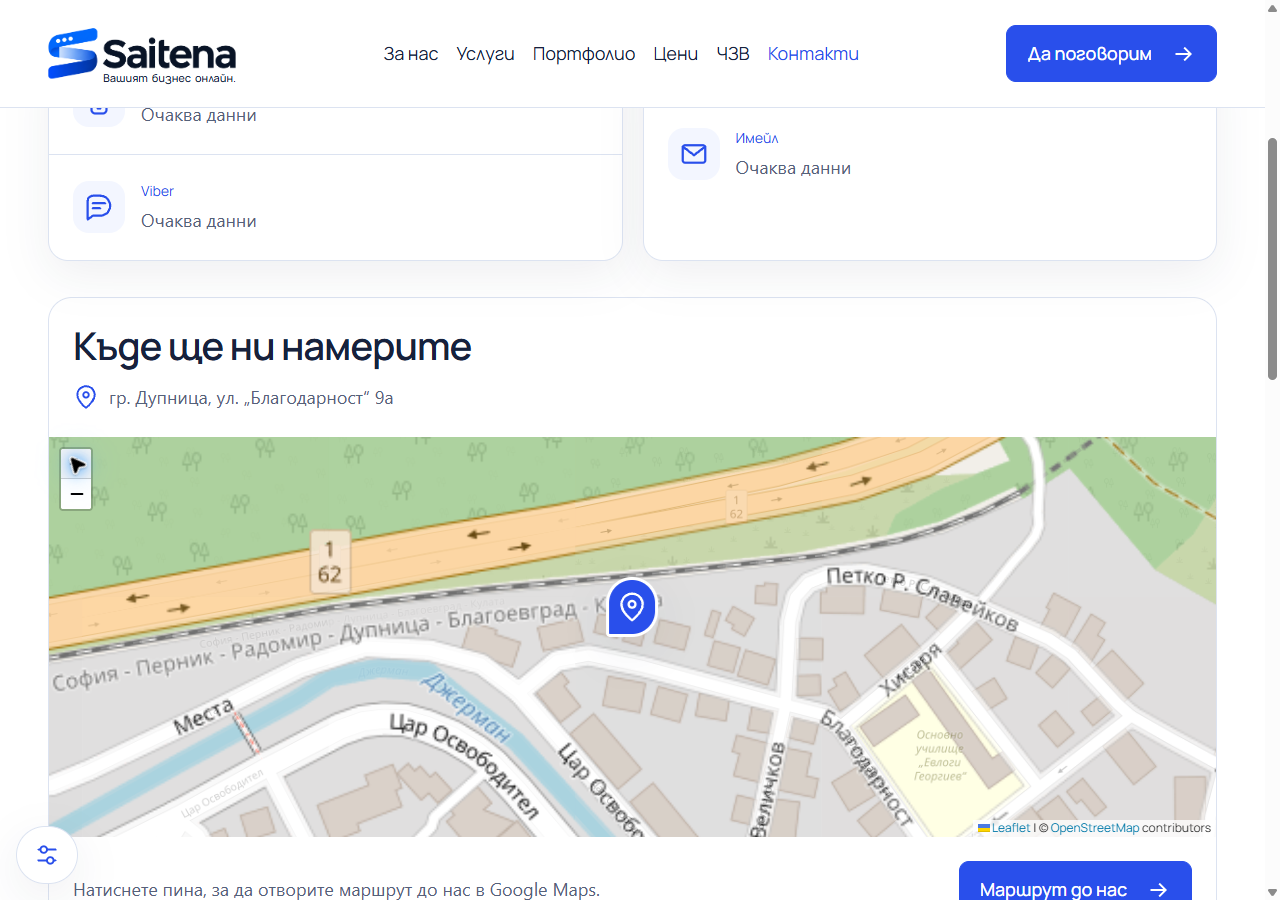 Saitena
Вашият бизнес онлайн.
За нас
Услуги
Портфолио
Цени
ЧЗВ
Контакти
Да поговорим
Очаква данни
Имейл
Очаква данни
Viber
Очаква данни
Къде ще ни намерите
гр. Дупница, ул. „Благодарност“ 9а
−
1
62
1
62
Петко Р. Славейков
София - Перник - Радомир - Дупница - Благоевград - К
Хисаря
Места
Джерман
Цар Освободител
Цар Освобо
Величков
Благодарност
Основно
училище
„Евлоги
Георгиев“
Цар Освободител
Leaflet | © OpenStreetMap contributors
Натиснете пина, за да отворите маршрут до нас в Google Maps.
Маршрут до нас